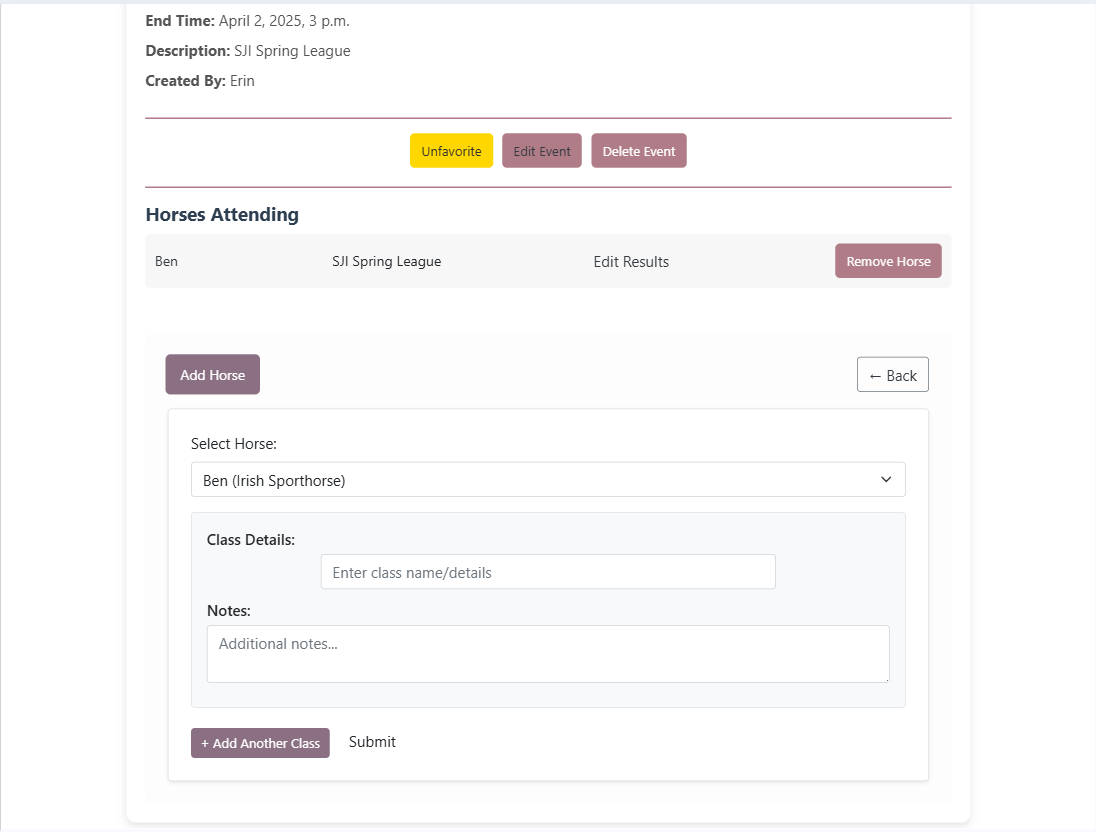 End Time: April 2, 2025, 3 p.m.
Description: SJI Spring League
Created By: Erin
Unfavorite Edit Event Delete Event
Horses Attending
Ben SJI Spring League Edit Results Remove Horse
Add Horse ← Back
Select Horse:
Ben (Irish Sporthorse)
Class Details:
Enter class name/details
Notes:
Additional notes...
+ Add Another Class Submit